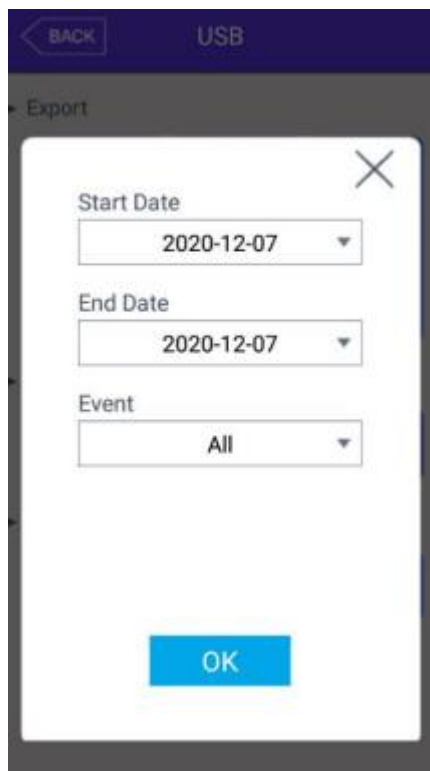 BACK
USB
Export
Start Date
2020-12-07
End Date
2020-12-07
Event
All
OK